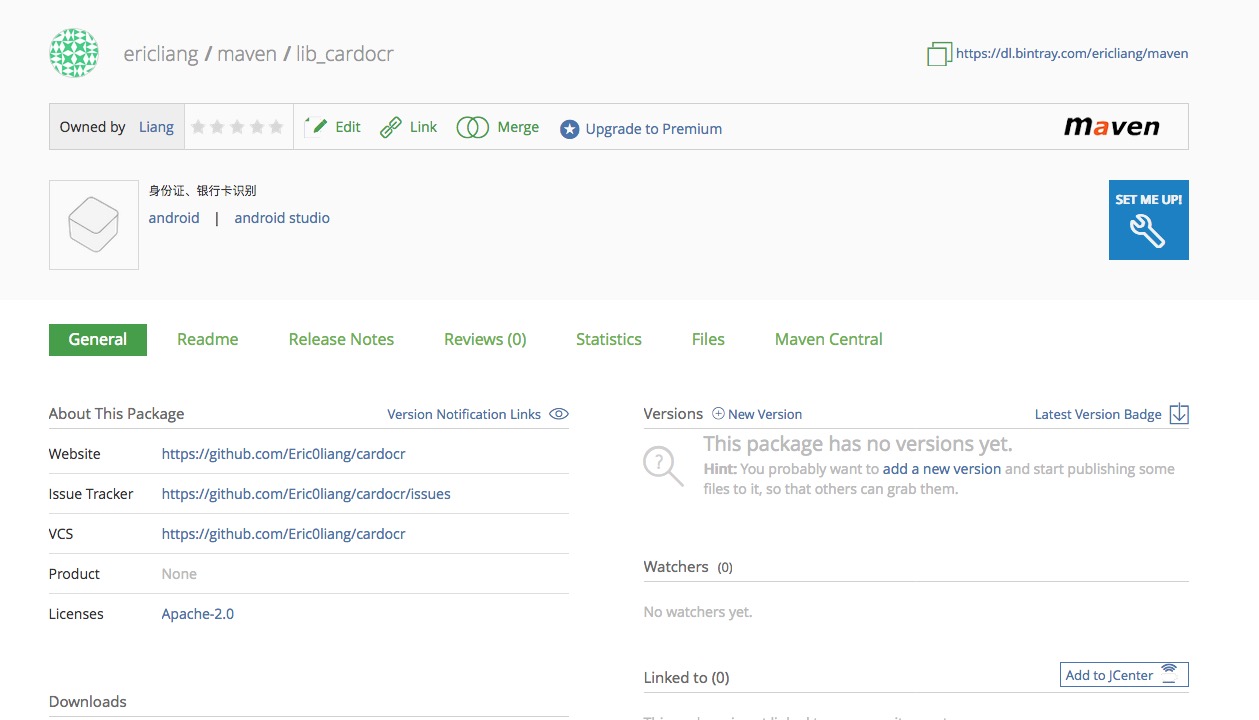 ericliang / maven / lib_cardocr
https://dl.bintray.com/ericliang/maven
Owned by Liang Edit Link Merge Upgrade to Premium maven
身份证、银行卡识别
android | android studio
SET ME UP!
General Readme Release Notes Reviews (0) Statistics Files Maven Central
About This Package Version Notification Links
Website https://github.com/Eric0liang/cardocr
Issue Tracker https://github.com/Eric0liang/cardocr/issues
VCS https://github.com/Eric0liang/cardocr
Product None
Licenses Apache-2.0
Downloads
Versions New Version Latest Version Badge
This package has no versions yet.
Hint: You probably want to add a new version and start publishing some
files to it, so that others can grab them.
Watchers (0)
No watchers yet.
Linked to (0) Add to JCenter